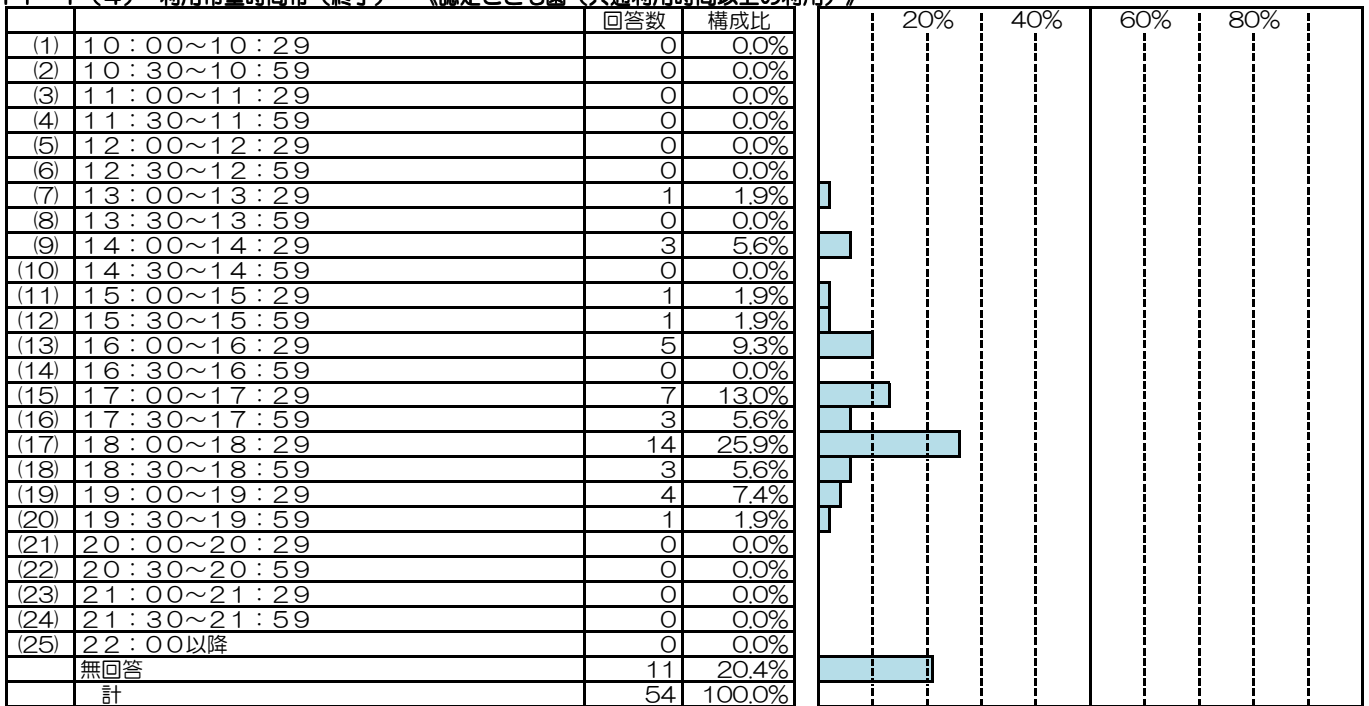 回答数 構成比 20% 40% 60% 80%
(1) 10：00～10：29 0 0.0%
(2) 10：30～10：59 0 0.0%
(3) 11：00～11：29 0 0.0%
(4) 11：30～11：59 0 0.0%
(5) 12：00～12：29 0 0.0%
(6) 12：30～12：59 0 0.0%
(7) 13：00～13：29 1 1.9%
(8) 13：30～13：59 0 0.0%
(9) 14：00～14：29 3 5.6%
(10) 14：30～14：59 0 0.0%
(11) 15：00～15：29 1 1.9%
(12) 15：30～15：59 1 1.9%
(13) 16：00～16：29 5 9.3%
(14) 16：30～16：59 0 0.0%
(15) 17：00～17：29 7 13.0%
(16) 17：30～17：59 3 5.6%
(17) 18：00～18：29 14 25.9%
(18) 18：30～18：59 3 5.6%
(19) 19：00～19：29 4 7.4%
(20) 19：30～19：59 1 1.9%
(21) 20：00～20：29 0 0.0%
(22) 20：30～20：59 0 0.0%
(23) 21：00～21：29 0 0.0%
(24) 21：30～21：59 0 0.0%
(25) 22：00以降 0 0.0%
無回答 11 20.4%
計 54 100.0%